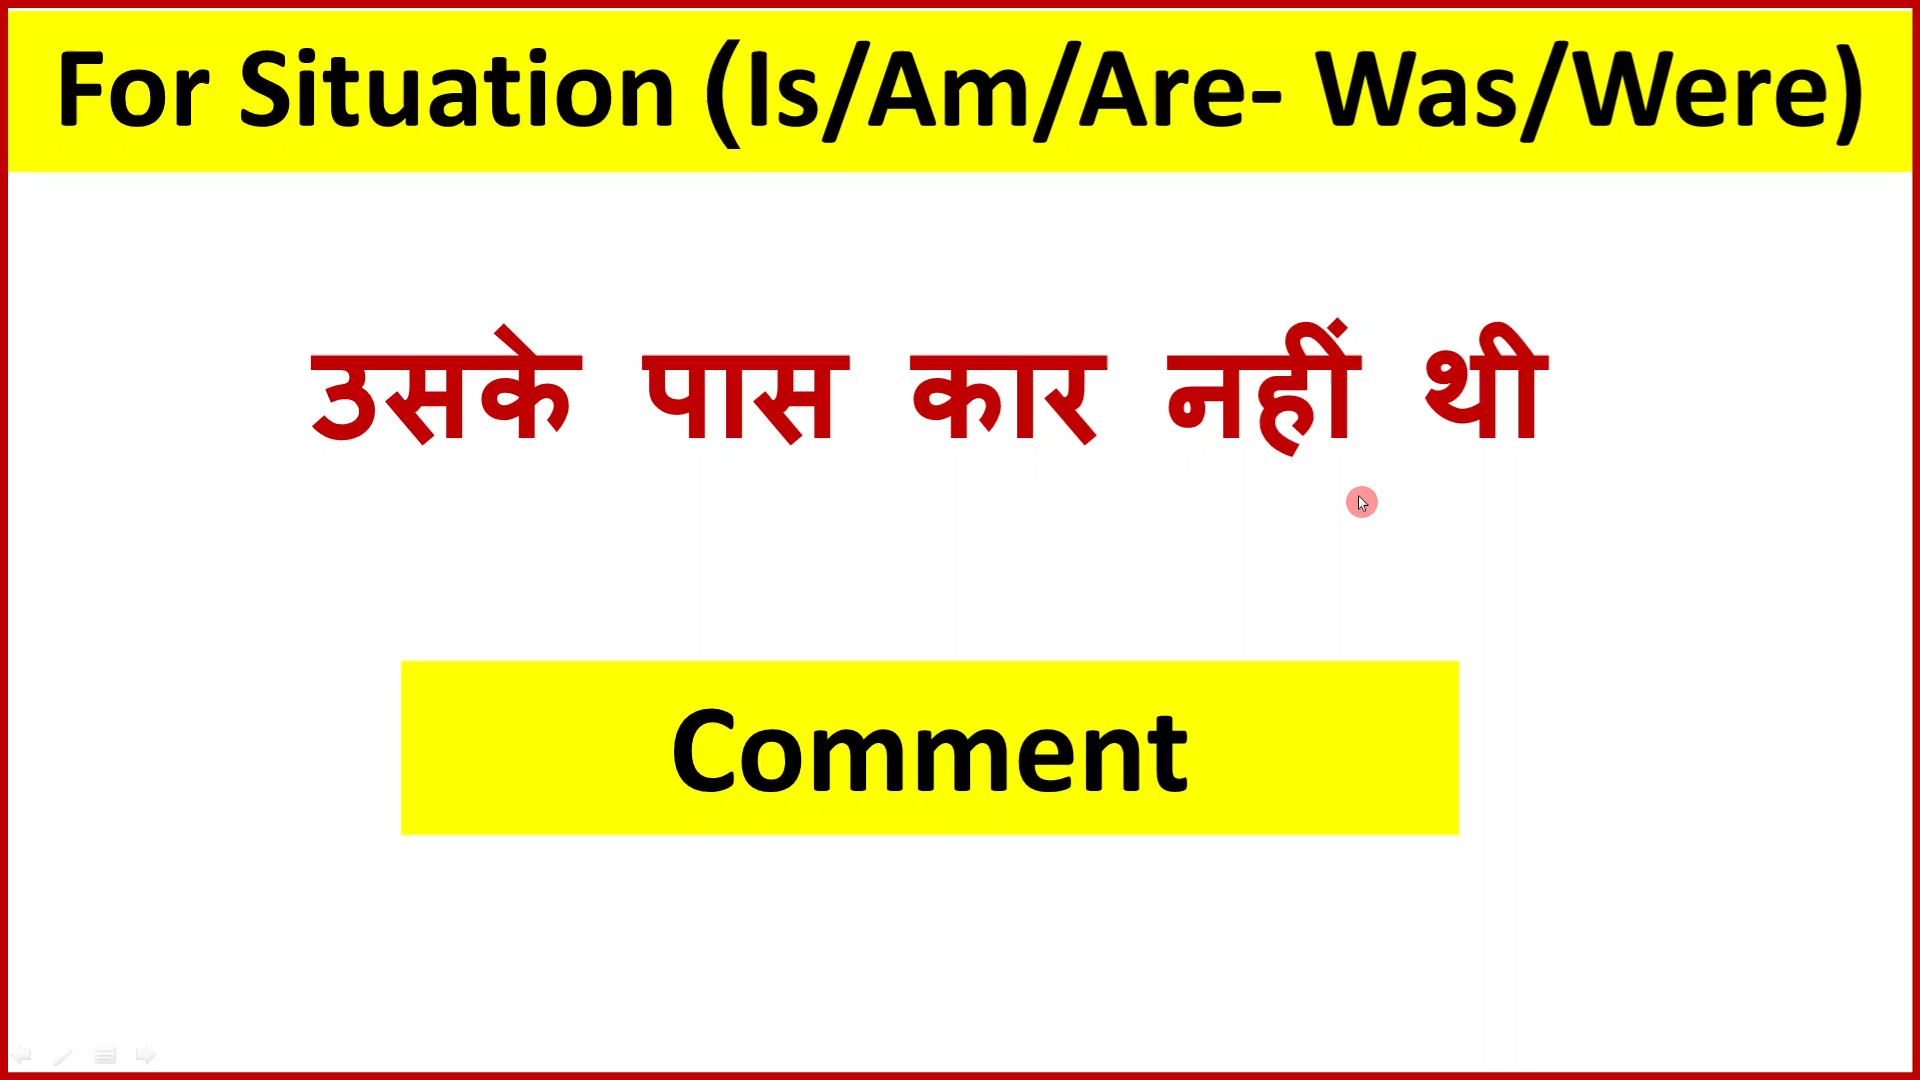 For Situation (Is/Am/Are- Was/Were)
उसके पास कार नहीं थी
Comment